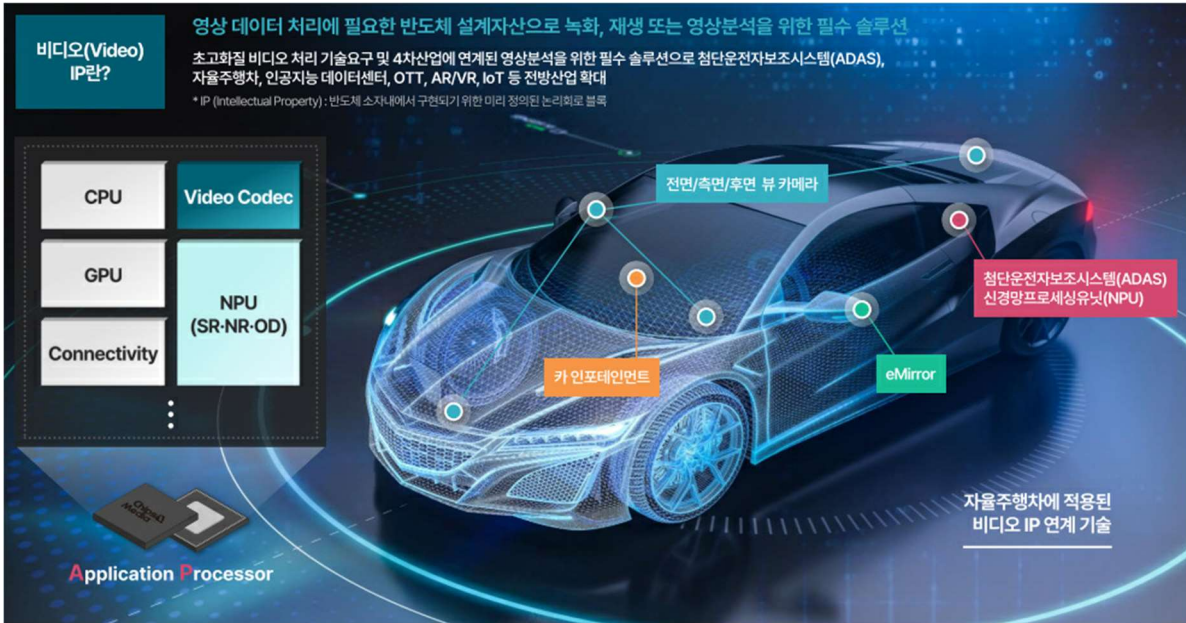 비디오(Video)
IP란?
영상 데이터 처리에 필요한 반도체 설계자산으로 녹화, 재생 또는 영상분석을 위한 필수 솔루션
초고화질 비디오 처리 기술요구 및 4차산업에 연계된 영상분석을 위한 필수 솔루션으로 첨단운전자보조시스템(ADAS),
자율주행차, 인공지능 데이터센터, OTT, AR/VR, IoT 등 전방산업 확대
* IP (Intellectual Property) : 반도체 소자내에서 구현되기 위한 미리 정의된 논리회로 블록
CPU
Video Codec
GPU
NPU
(SR·NR·OD)
Connectivity
Chips&
Media
Application Processor
전면/측면/후면 뷰 카메라
첨단운전자보조시스템(ADAS)
신경망프로세싱유닛(NPU)
카 인포테인먼트
eMirror
자율주행차에 적용된
비디오 IP 연계 기술